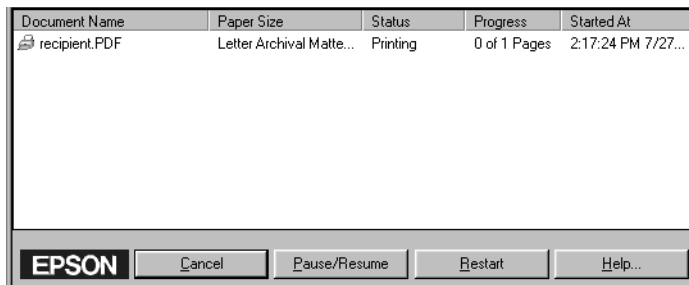 Document Name Paper Size Status Progress Started At
recipient.PDF Letter Archival Matte... Printing 0 of 1 Pages 2:17:24 PM 7/27...
EPSON Cancel Pause/Resume Restart Help...